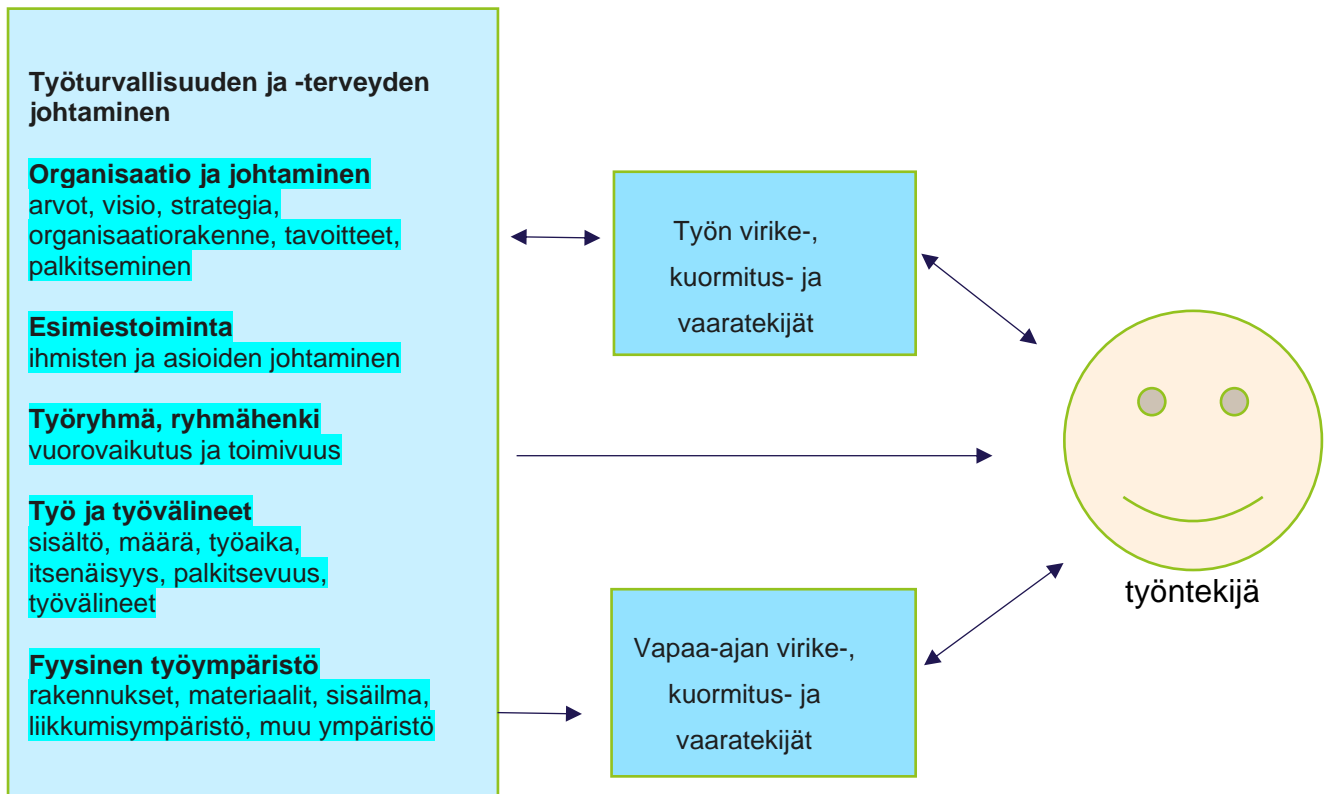 Työturvallisuuden ja -terveyden
johtaminen
Organisaatio ja johtaminen
arvot, visio, strategia,
organisaatiorakenne, tavoitteet,
palkitseminen
Esimiestoiminta
ihmisten ja asioiden johtaminen
Työryhmä, ryhmähenki
vuorovaikutus ja toimivuus
Työ ja työvälineet
sisältö, määrä, työaika,
itsenäisyys, palkitsevuus,
työvälineet
Fyysinen työympäristö
rakennukset, materiaalit, sisäilma,
liikkumisympäristö, muu ympäristö
Työn virike-,
kuormitus- ja
vaaratekijät
Vapaa-ajan virike-,
kuormitus- ja
vaaratekijät
työntekijä